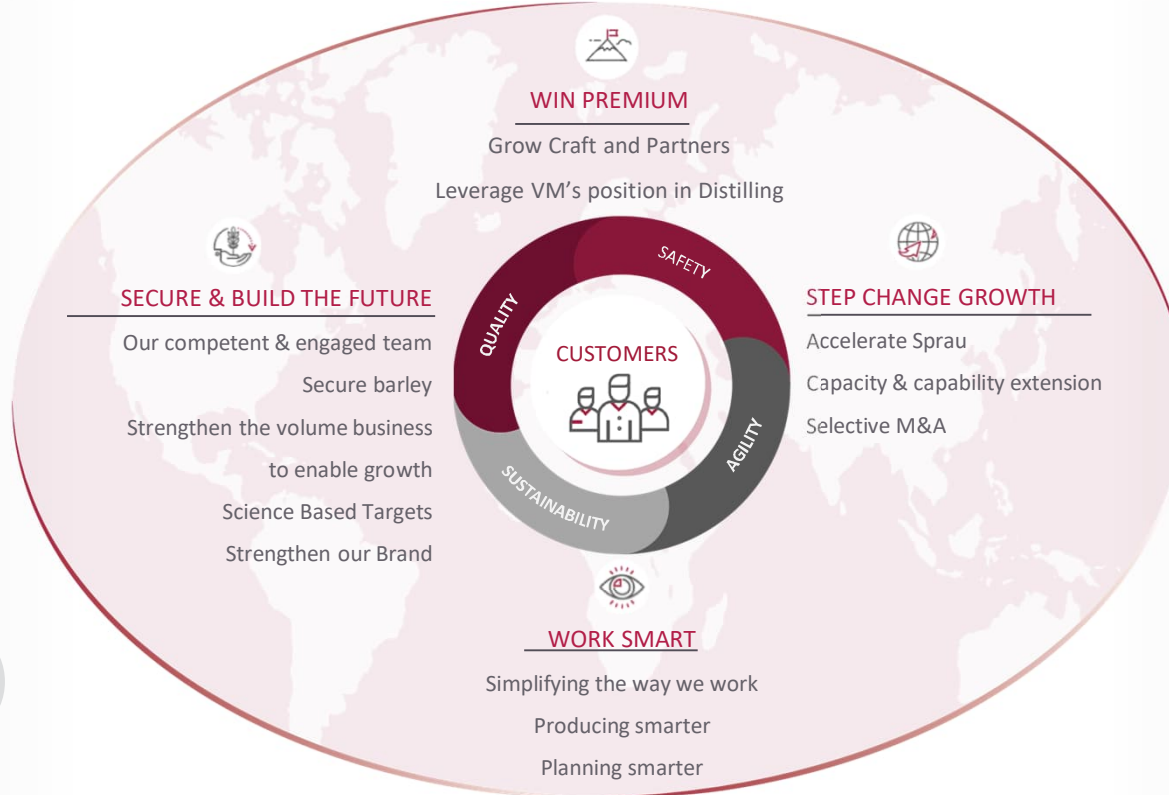 WIN PREMIUM
Grow Craft and Partners
Leverage VM's position in Distilling
SECURE & BUILD THE FUTURE
Our competent & engaged team
Secure barley
Strengthen the volume business
to enable growth
Science Based Targets
Strengthen our Brand
QUALITY
SAFETY
CUSTOMERS
AGILITY
SUSTAINABILITY
STEP CHANGE GROWTH
Accelerate Sprau
Capacity & capability extension
Selective M&A
WORK SMART
Simplifying the way we work
Producing smarter
Planning smarter